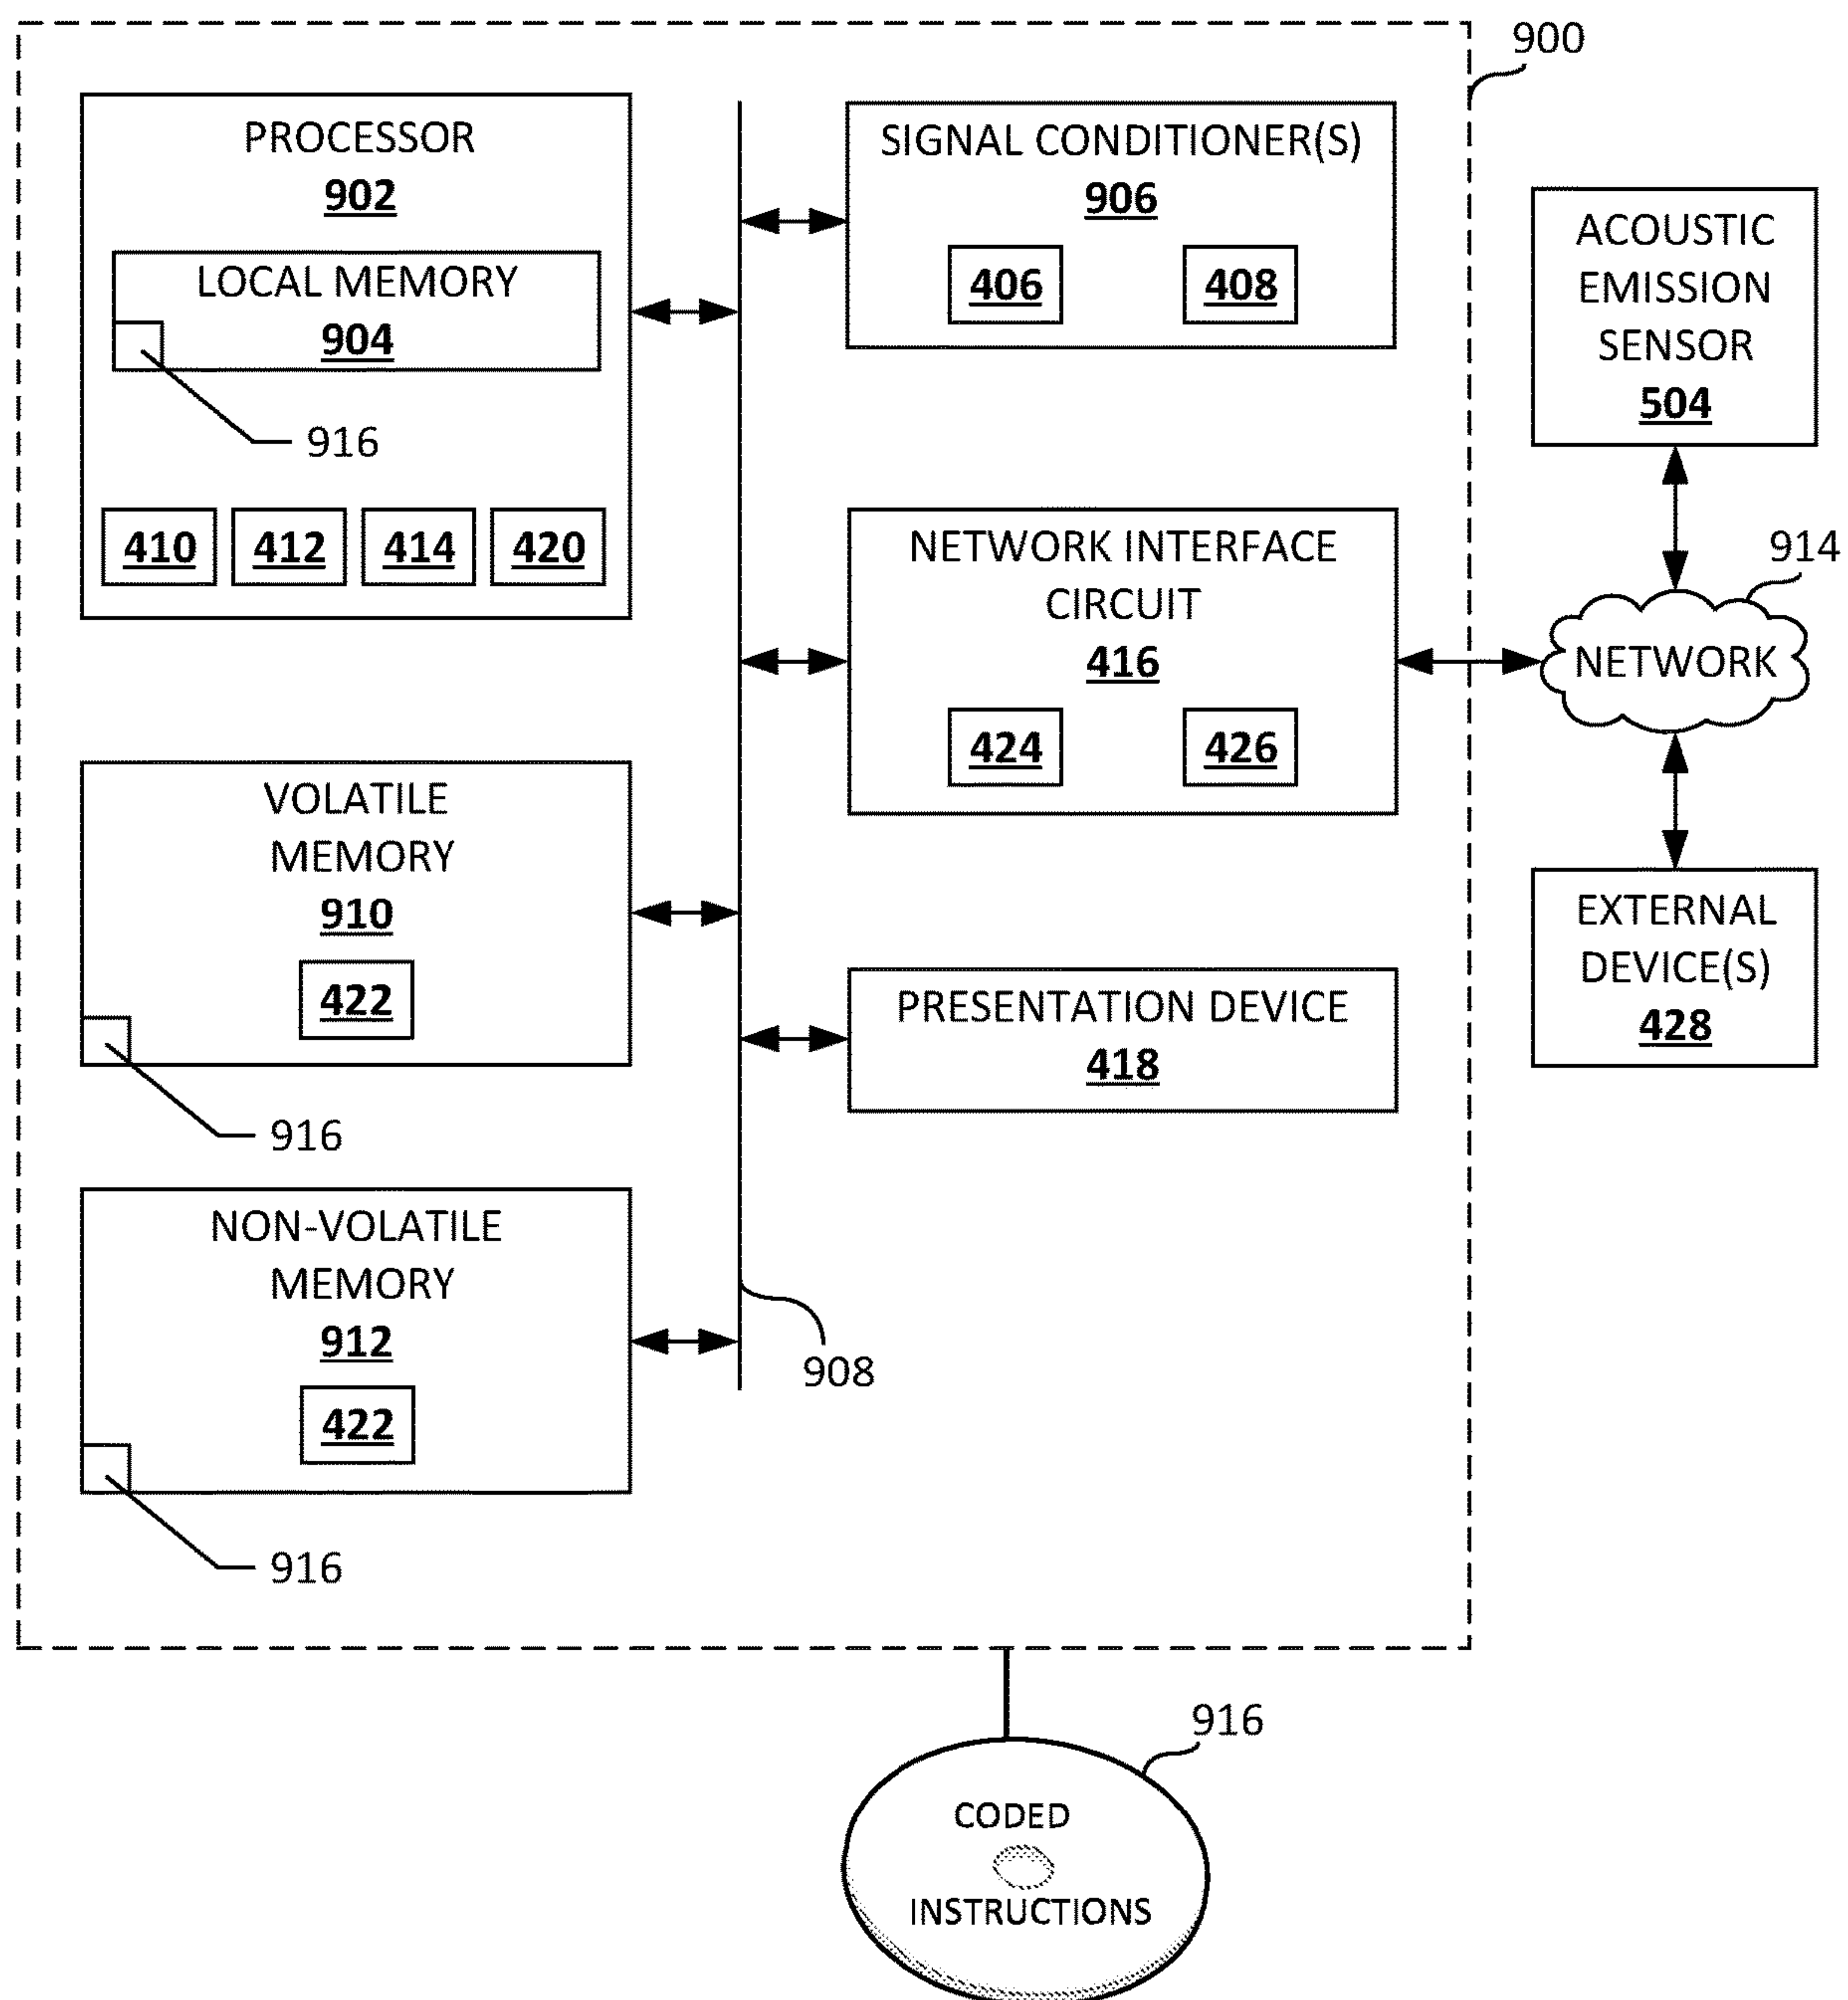 900
PROCESSOR
902
LOCAL MEMORY
904
916
410 412 414 420
SIGNAL CONDITIONER(S)
906
406 408
ACOUSTIC
EMISSION
SENSOR
504
NETWORK INTERFACE
CIRCUIT
416
424 426
914
NETWORK
VOLATILE
MEMORY
910
422
916
PRESENTATION DEVICE
418
EXTERNAL
DEVICE(S)
428
NON-VOLATILE
MEMORY
912
422
916
908
916
CODED
INSTRUCTIONS